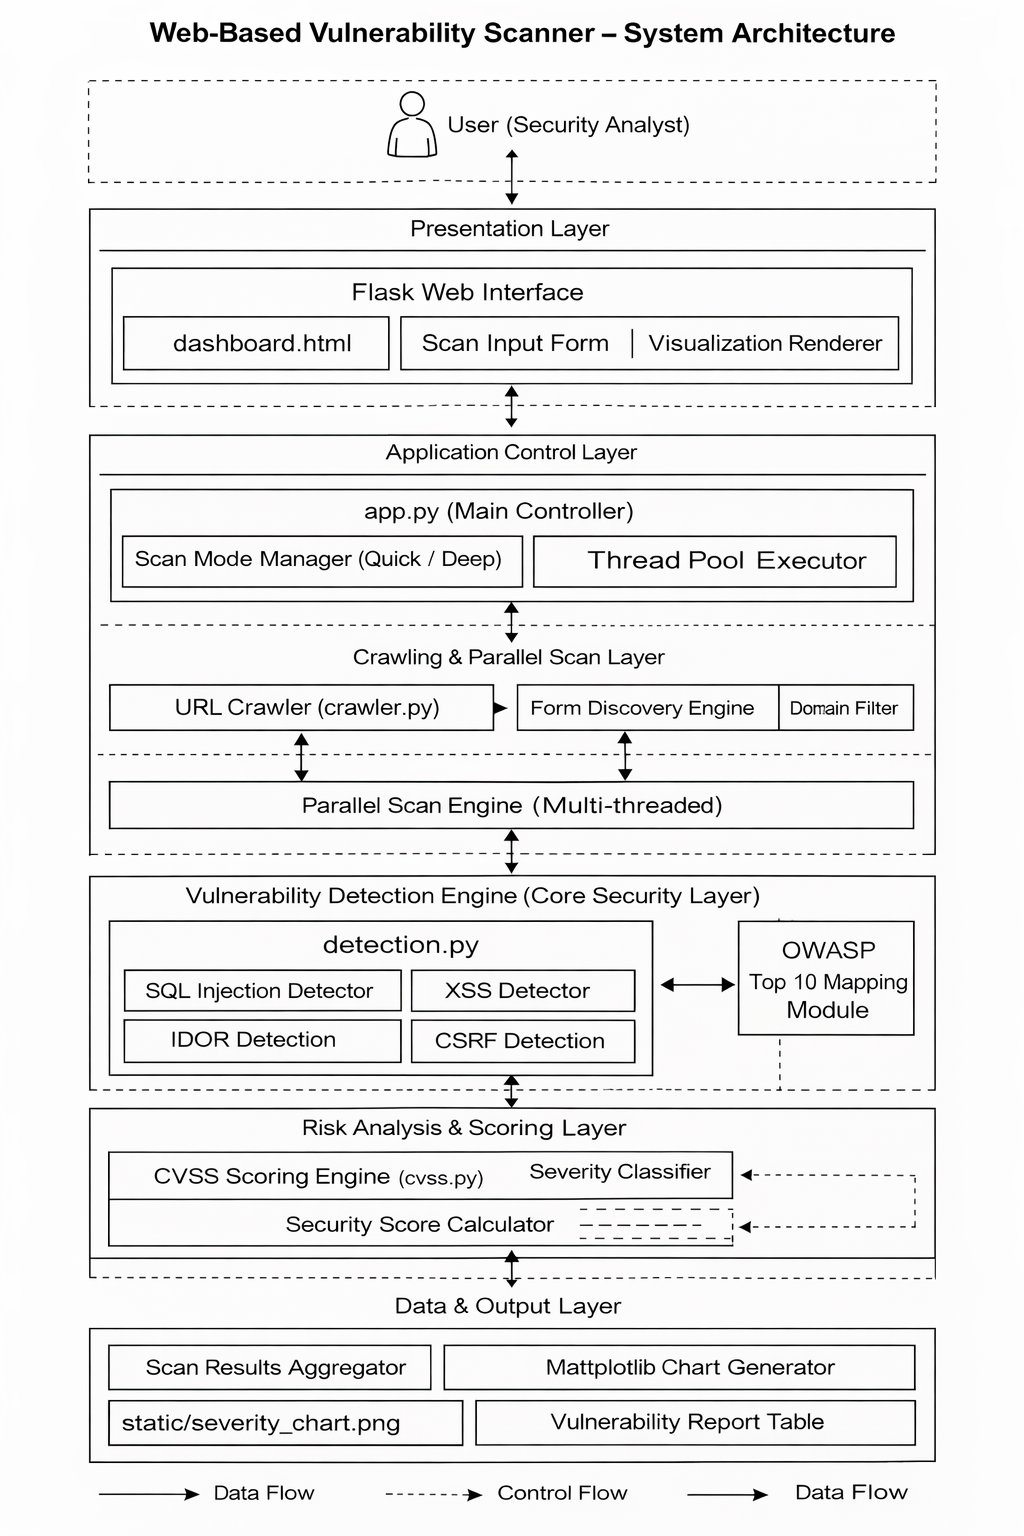 Web-Based Vulnerability Scanner – System Architecture
User (Security Analyst)
Presentation Layer
Flask Web Interface
dashboard.html
Scan Input Form
Visualization Renderer
Application Control Layer
app.py (Main Controller)
Scan Mode Manager (Quick / Deep)
Thread Pool Executor
Crawling & Parallel Scan Layer
URL Crawler (crawler.py)
Form Discovery Engine
Domain Filter
Parallel Scan Engine (Multi-threaded)
Vulnerability Detection Engine (Core Security Layer)
detection.py
SQL Injection Detector
XSS Detector
IDOR Detection
CSRF Detection
OWASP
Top 10 Mapping
Module
Risk Analysis & Scoring Layer
CVSS Scoring Engine (cvss.py)
Severity Classifier
Security Score Calculator
Data & Output Layer
Scan Results Aggregator
Mattplotlib Chart Generator
static/severity_chart.png
Vulnerability Report Table
Data Flow
Control Flow
Data Flow